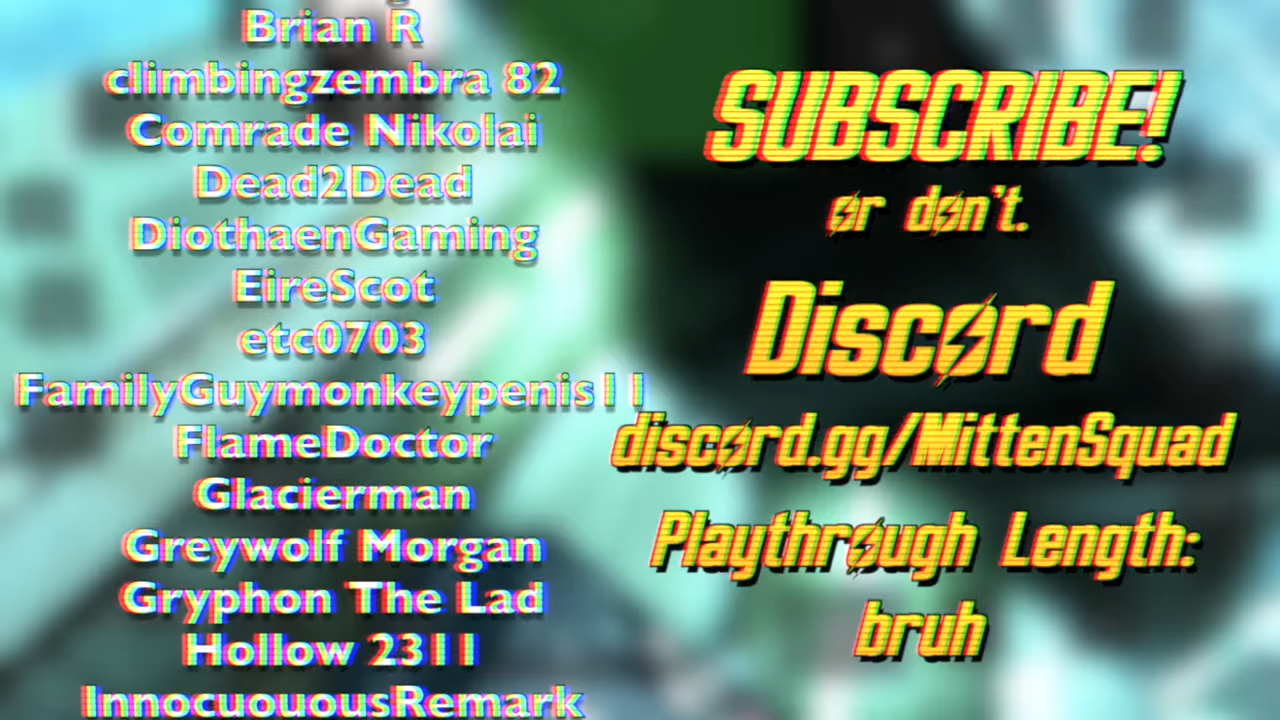 Brian R
climbingzembra 82
Comrade Nikolai
Dead2Dead
DiothaenGaming
EireScot
etc0703
FamilyGuymonkeypenis11
FlameDoctor
Glacierman
Greywolf Morgan
Gryphon The Lad
Hollow 2311
InnocuououusRemark
SUBSCRIBE!
or don't.
Discord
discord.gg/MittenSquad
Playthrough Length:
bruh